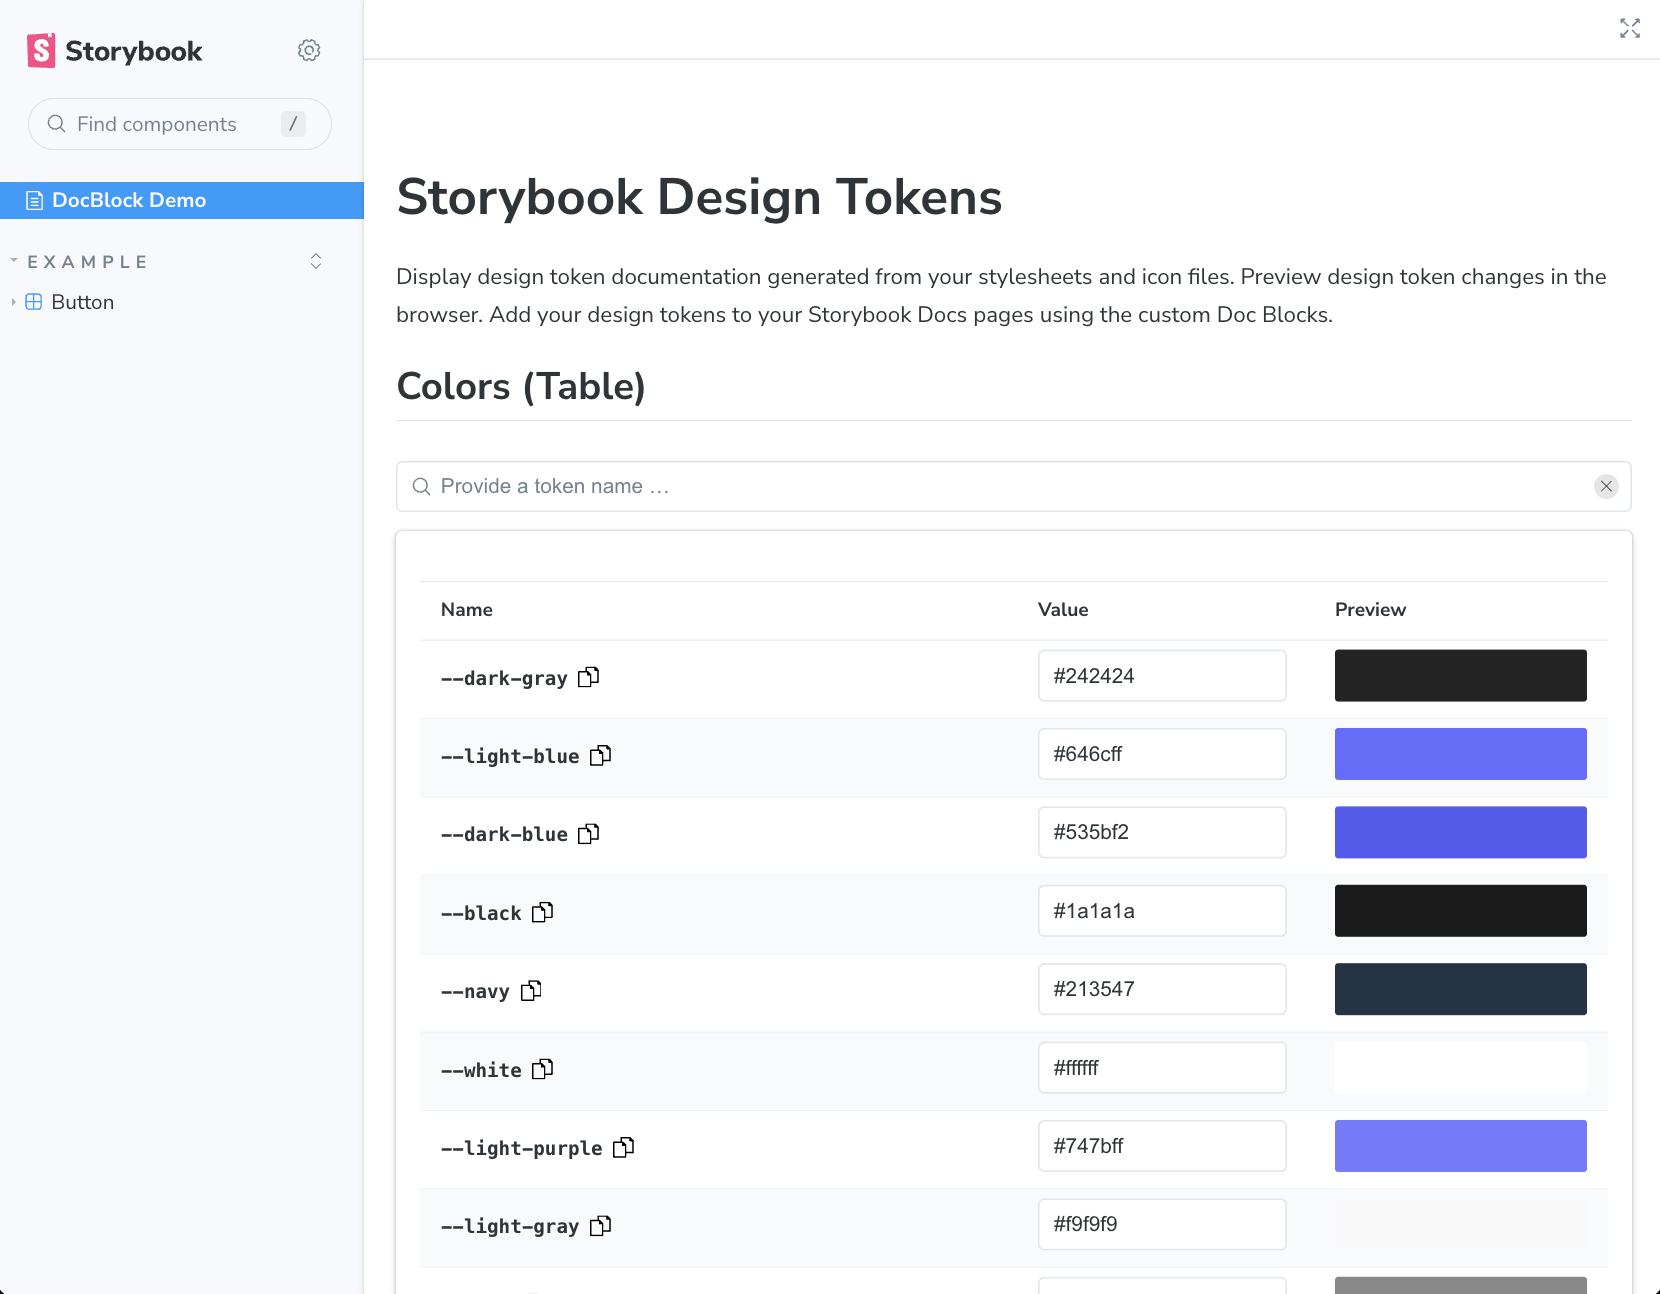 Storybook
Find components /
DocBlock Demo
EXAMPLE
Button
Storybook Design Tokens
Display design token documentation generated from your stylesheets and icon files. Preview design token changes in the
browser. Add your design tokens to your Storybook Docs pages using the custom Doc Blocks.
Colors (Table)
Provide a token name …
Name Value Preview
--dark-gray #242424
--light-blue #646cff
--dark-blue #535bf2
--black #1a1a1a
--navy #213547
--white #ffffff
--light-purple #747bff
--light-gray #f9f9f9